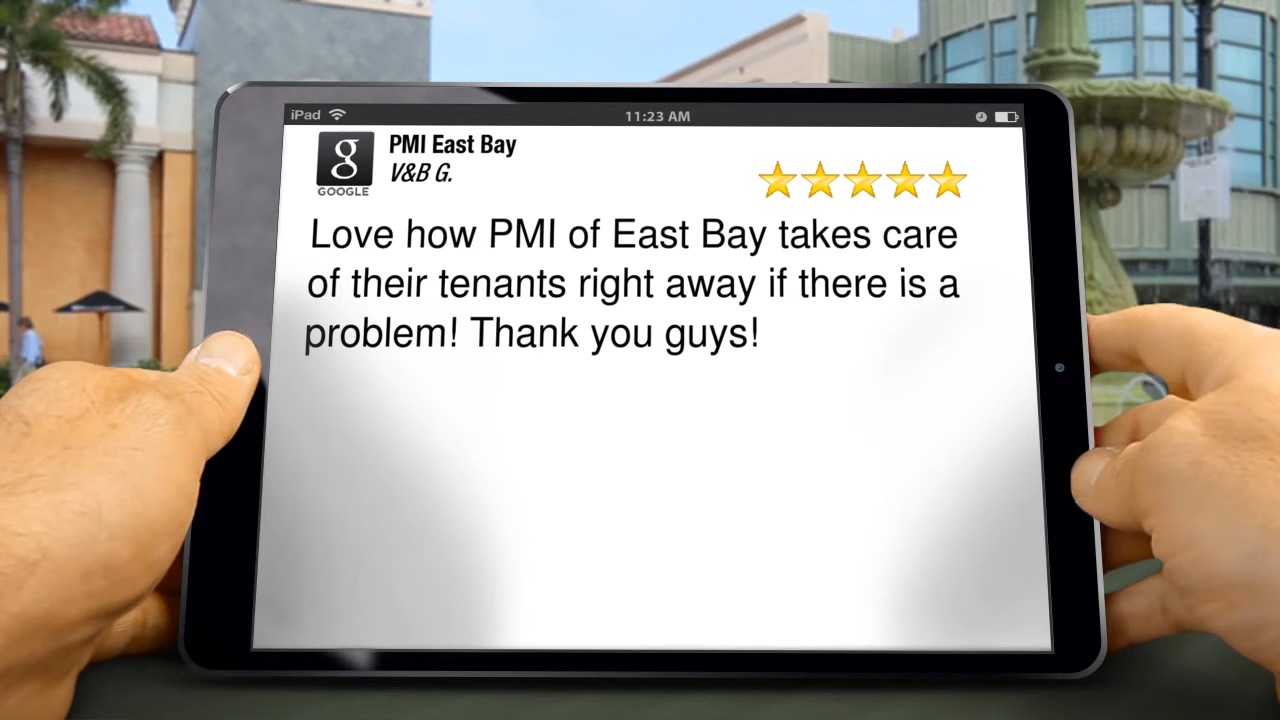 iPad
11:23 AM
g
GOOGLE
PMI East Bay
V&B G.
Love how PMI of East Bay takes care
of their tenants right away if there is a
problem! Thank you guys!